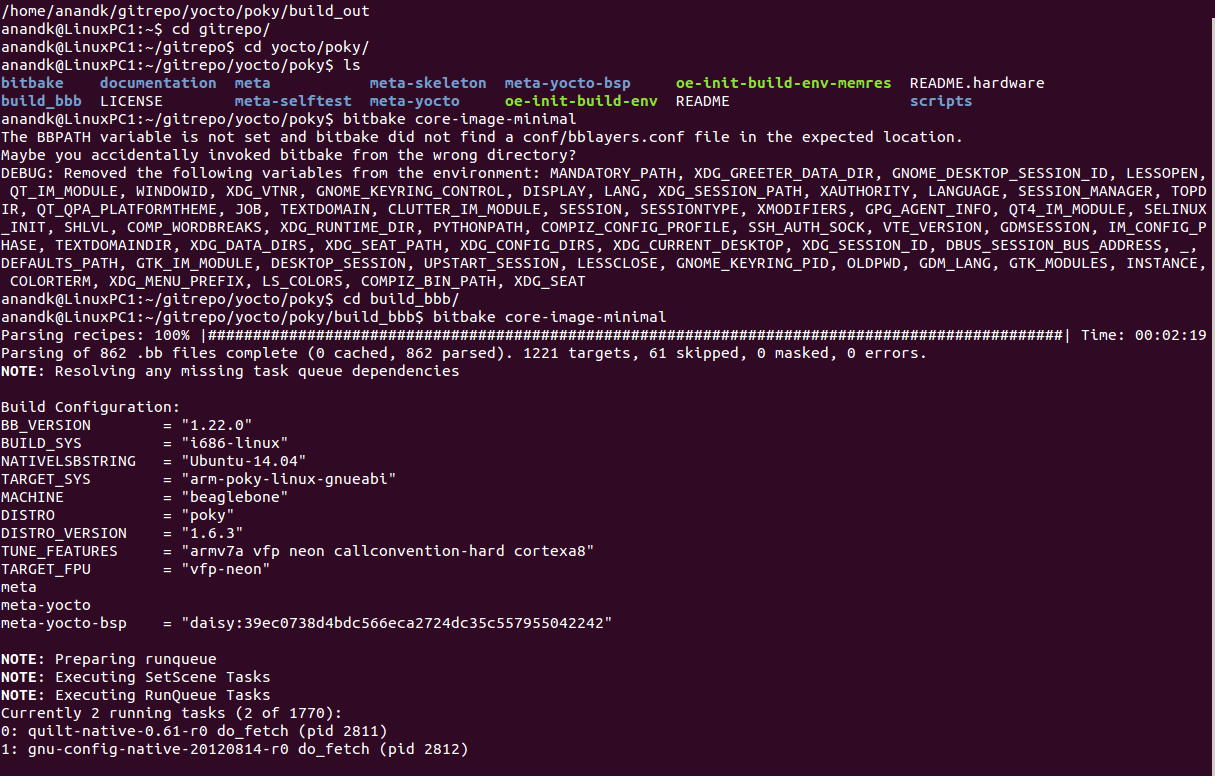 /home/anandk/gitrepo/yocto/poky/build_out
anandk@LinuxPC1:~$ cd gitrepo/
anandk@LinuxPC1:~/gitrepo$ cd yocto/poky/
anandk@LinuxPC1:~/gitrepo/yocto/poky$ ls
bitbake    documentation  meta           meta-skeleton  meta-yocto-bsp     oe-init-build-env-memres  README.hardware
build_bbb  LICENSE        meta-selftest  meta-yocto     oe-init-build-env  README                    scripts
anandk@LinuxPC1:~/gitrepo/yocto/poky$ bitbake core-image-minimal
The BBPATH variable is not set and bitbake did not find a conf/bblayers.conf file in the expected location.
Maybe you accidentally invoked bitbake from the wrong directory?
DEBUG: Removed the following variables from the environment: MANDATORY_PATH, XDG_GREETER_DATA_DIR, GNOME_DESKTOP_SESSION_ID, LESSOPEN,
 QT_IM_MODULE, WINDOWID, XDG_VTNR, GNOME_KEYRING_CONTROL, DISPLAY, LANG, XDG_SESSION_PATH, XAUTHORITY, LANGUAGE, SESSION_MANAGER, TOPD
IR, QT_QPA_PLATFORMTHEME, JOB, TEXTDOMAIN, CLUTTER_IM_MODULE, SESSION, SESSIONTYPE, XMODIFIERS, GPG_AGENT_INFO, QT4_IM_MODULE, SELINUX
_INIT, SHLVL, COMP_WORDBREAKS, XDG_RUNTIME_DIR, PYTHONPATH, COMPIZ_CONFIG_PROFILE, SSH_AUTH_SOCK, VTE_VERSION, GDMSESSION, IM_CONFIG_P
HASE, TEXTDOMAINDIR, XDG_DATA_DIRS, XDG_SEAT_PATH, XDG_CONFIG_DIRS, XDG_CURRENT_DESKTOP, XDG_SESSION_ID, DBUS_SESSION_BUS_ADDRESS, _,
DEFAULTS_PATH, GTK_IM_MODULE, DESKTOP_SESSION, UPSTART_SESSION, LESSCLOSE, GNOME_KEYRING_PID, OLDPWD, GDM_LANG, GTK_MODULES, INSTANCE,
 COLORTERM, XDG_MENU_PREFIX, LS_COLORS, COMPIZ_BIN_PATH, XDG_SEAT
anandk@LinuxPC1:~/gitrepo/yocto/poky$ cd build_bbb/
anandk@LinuxPC1:~/gitrepo/yocto/poky/build_bbb$ bitbake core-image-minimal
Parsing recipes: 100% |###############################################################################################| Time: 00:02:19
Parsing of 862 .bb files complete (0 cached, 862 parsed). 1221 targets, 61 skipped, 0 masked, 0 errors.
NOTE: Resolving any missing task queue dependencies

Build Configuration:
BB_VERSION        = "1.22.0"
BUILD_SYS         = "i686-linux"
NATIVELSBSTRING   = "Ubuntu-14.04"
TARGET_SYS        = "arm-poky-linux-gnueabi"
MACHINE           = "beaglebone"
DISTRO            = "poky"
DISTRO_VERSION    = "1.6.3"
TUNE_FEATURES     = "armv7a vfp neon callconvention-hard cortexa8"
TARGET_FPU        = "vfp-neon"
meta
meta-yocto
meta-yocto-bsp    = "daisy:39ec0738d4bdc566eca2724dc35c557955042242"

NOTE: Preparing runqueue
NOTE: Executing SetScene Tasks
NOTE: Executing RunQueue Tasks
Currently 2 running tasks (2 of 1770):
0: quilt-native-0.61-r0 do_fetch (pid 2811)
1: gnu-config-native-20120814-r0 do_fetch (pid 2812)